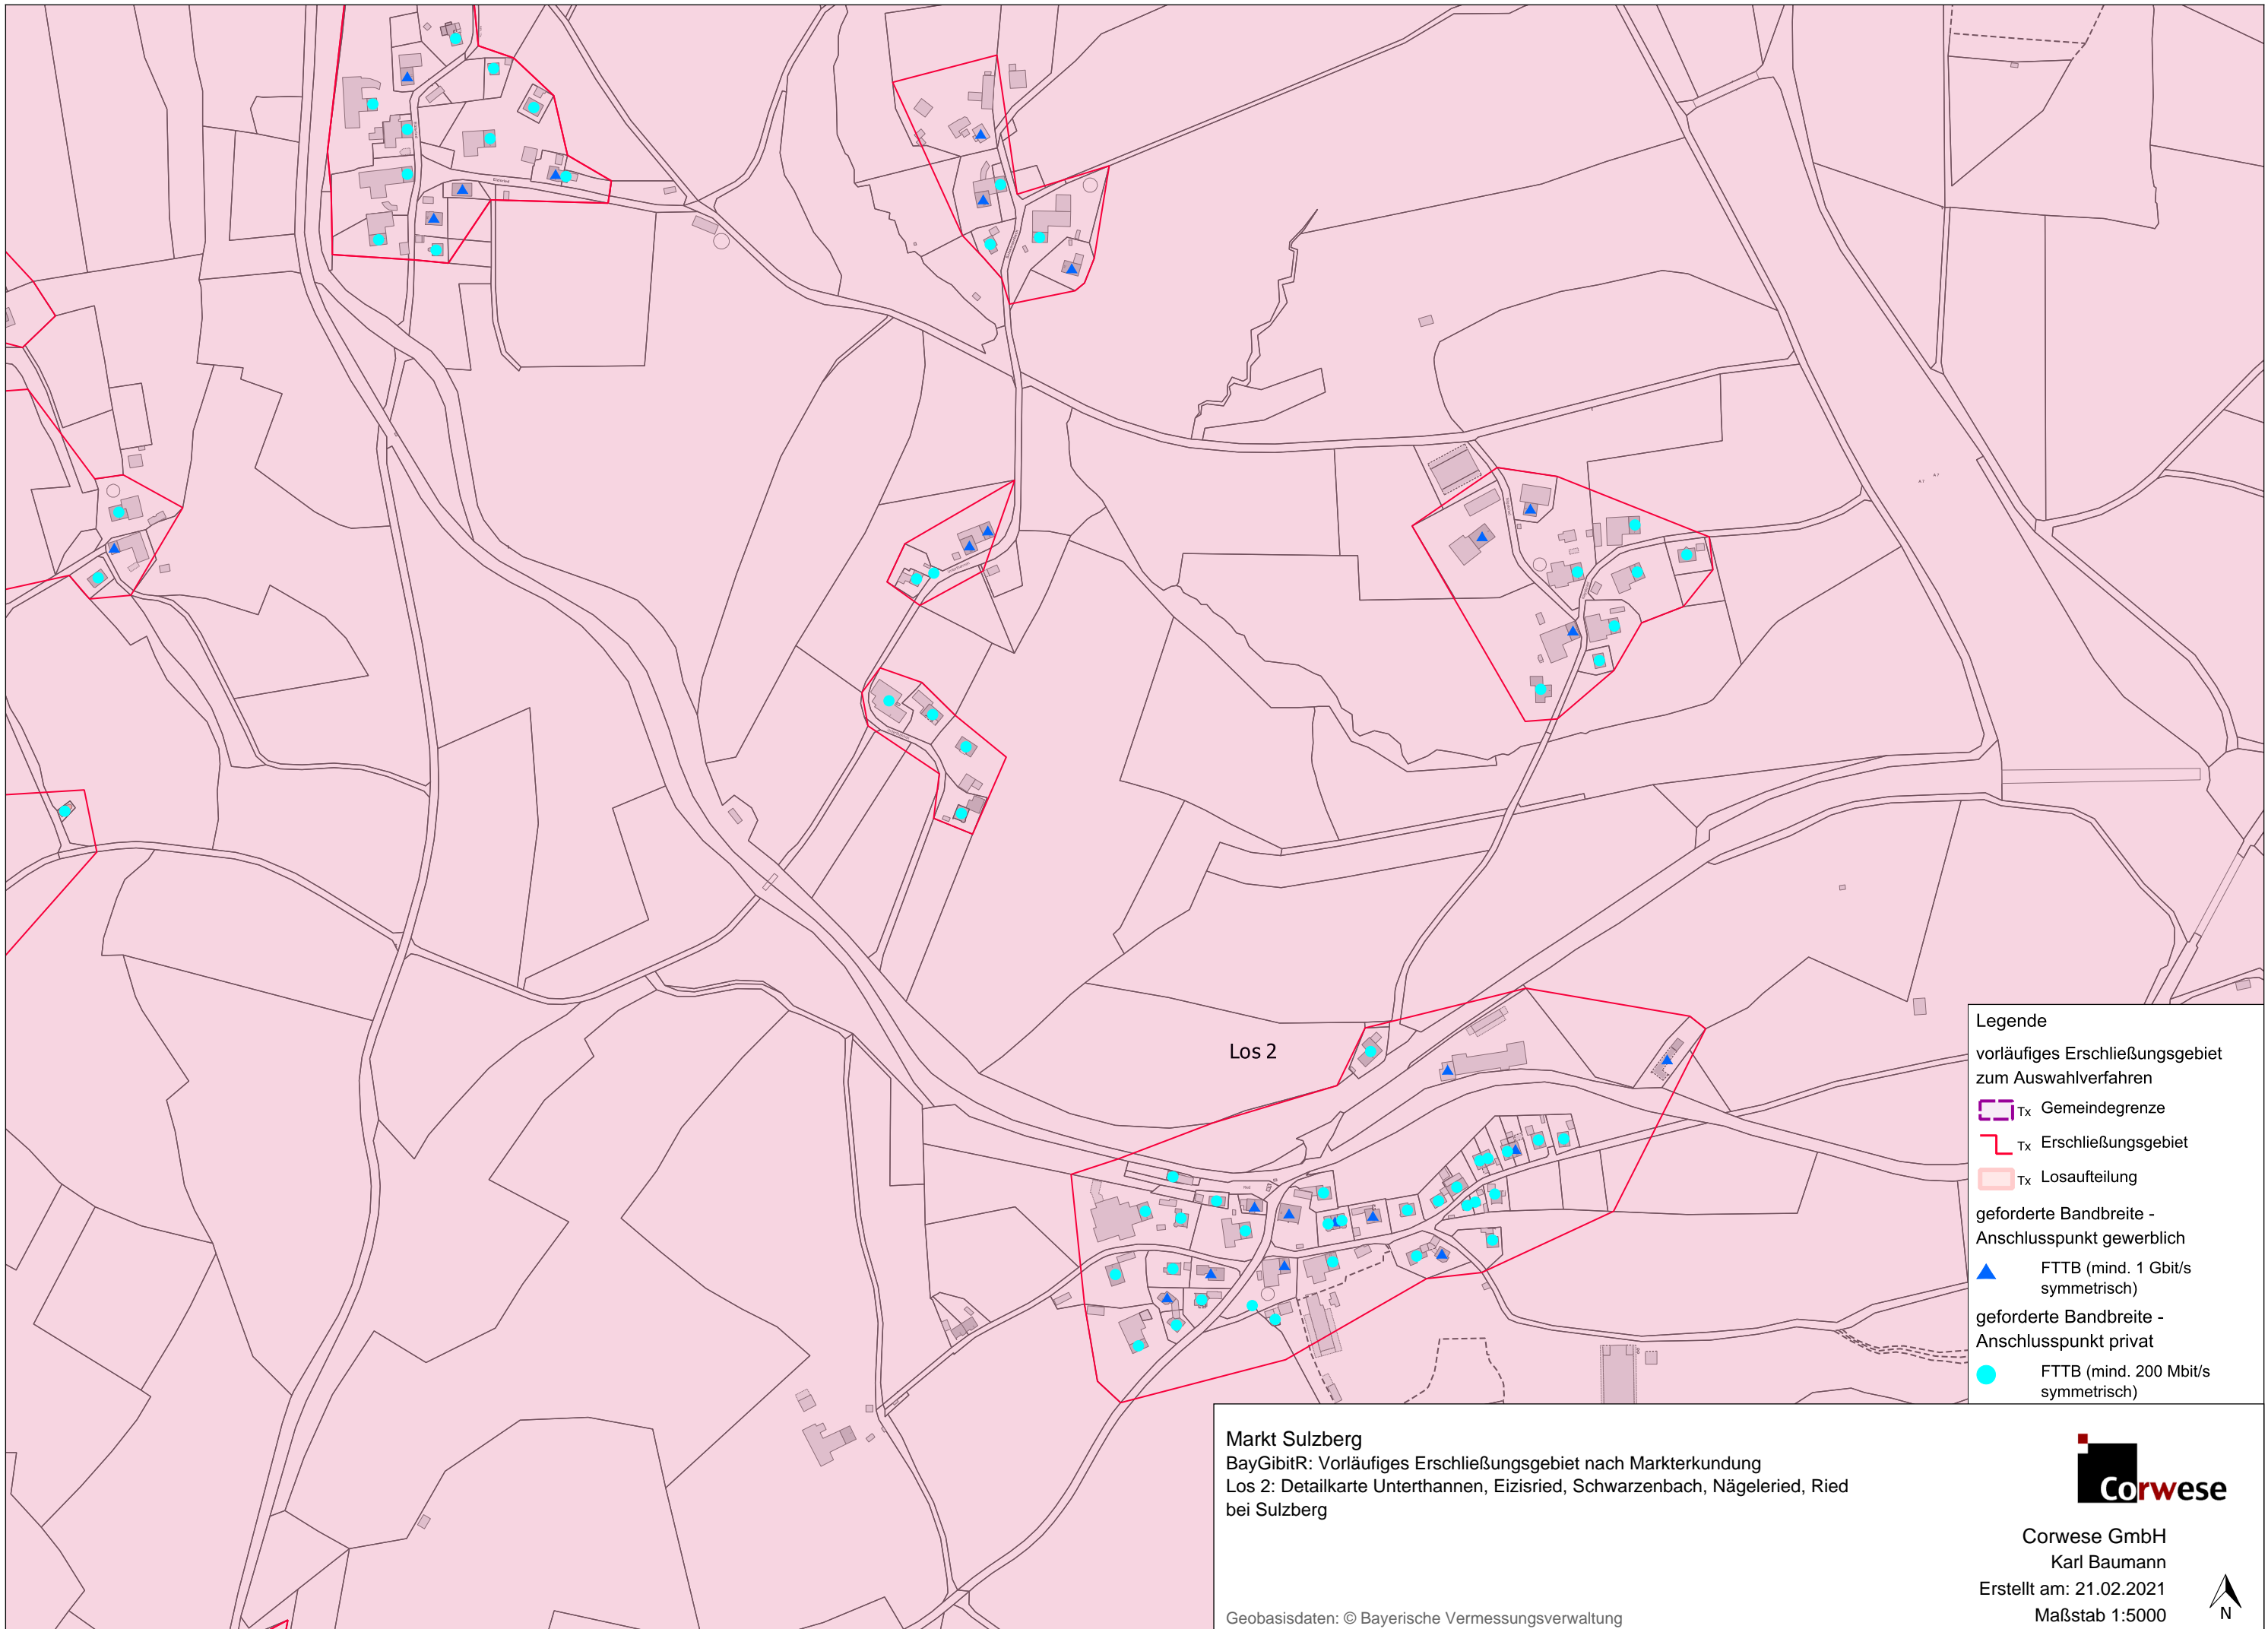 Los 2
Legende
vorläufiges Erschließungsgebiet
zum Auswahlverfahren
Tx Gemeindegrenze
Tx Erschließungsgebiet
Tx Losaufteilung
geforderte Bandbreite -
Anschlusspunkt gewerblich
FTTB (mind. 1 Gbit/s
symmetrisch)
geforderte Bandbreite -
Anschlusspunkt privat
FTTB (mind. 200 Mbit/s
symmetrisch)
Markt Sulzberg
BayGibitR: Vorläufiges Erschließungsgebiet nach Markterkundung
Los 2: Detailkarte Unterthannen, Eizisried, Schwarzenbach, Nägeleried, Ried
bei Sulzberg
Geobasisdaten: © Bayerische Vermessungsverwaltung
Corwese
Corwese GmbH
Karl Baumann
Erstellt am: 21.02.2021
Maßstab 1:5000
N